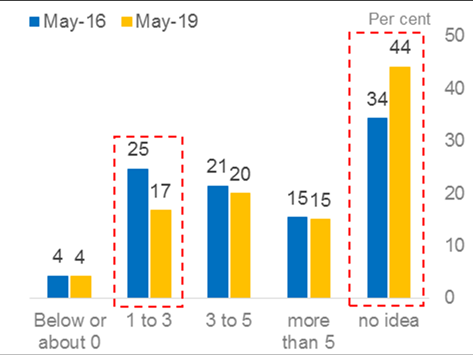 May-16 May-19 Per cent
50
40
30
20
10
0
4 4 25 17 21 20 15 15 34 44
Below or about 0
1 to 3
3 to 5
more than 5
no idea